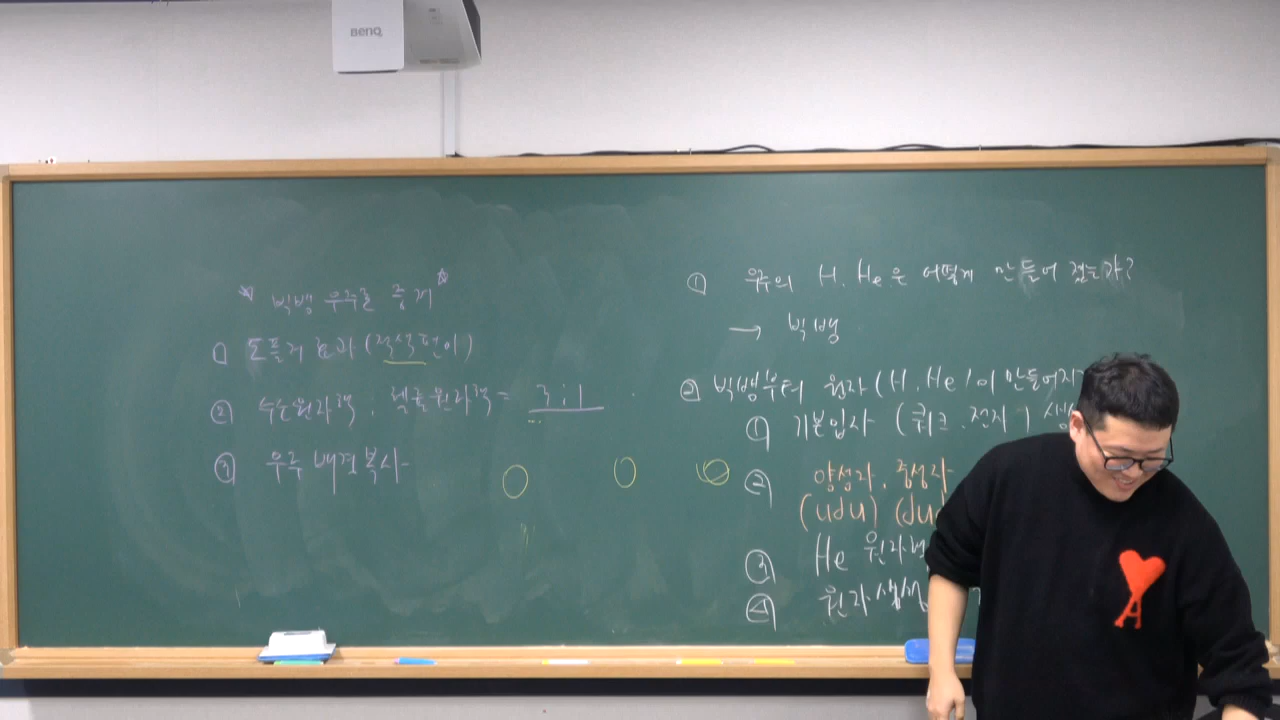 BenQ
* 빅뱅 우주론 증거 *
① 도플러 효과 (적색편이)
② 수소원자핵 : 헬륨원자핵 = 3:1
③ 우주배경복사
① 우주의 H, He은 어떻게 만들어 졌는가?
→ 빅뱅
② 빅뱅부터 원자(H, He)이 만들어지
① 기본입자 (쿼크, 전자) 생성
② 양성자, 중성자
(udu) (du
③ He 원자핵
④ 원자 생성
A